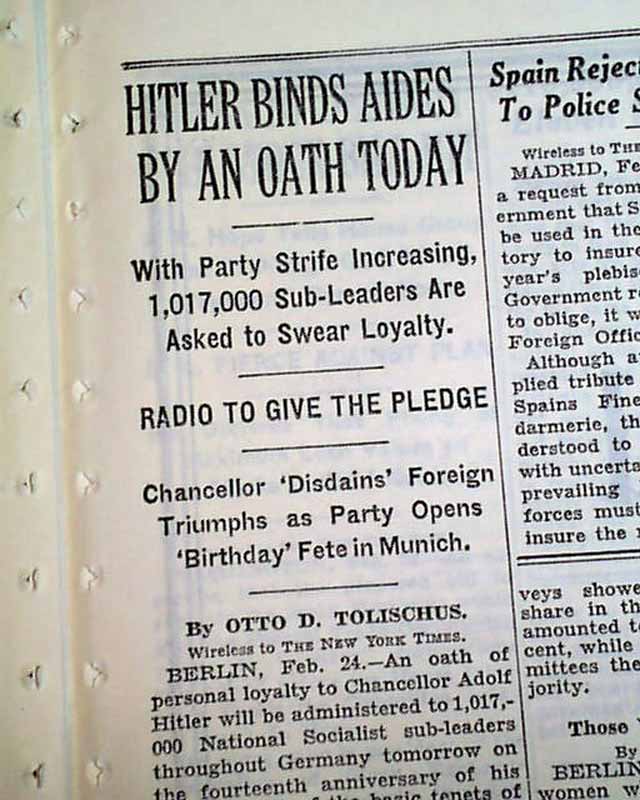 HITLER BINDS AIDES
BY AN OATH TODAY
With Party Strife Increasing,
1,017,000 Sub-Leaders Are
Asked to Swear Loyalty.
RADIO TO GIVE THE PLEDGE
Chancellor 'Disdains' Foreign
Triumphs as Party Opens
'Birthday' Fete in Munich.
By OTTO D. TOLISCHUS.
Wireless to THE NEW YORK TIMES.
BERLIN, Feb. 24.—An oath of
personal loyalty to Chancellor Adolf
Hitler will be administered to 1,017,-
000 National Socialist sub-leaders
throughout Germany tomorrow on
the fourteenth anniversary of his
the basic tenets of
Spain Reject
To Police S
Wireless to THE
MADRID, Fe
a request from
ernment that S
be used in the
tory to insure
year's plebis
Government r
to oblige, it w
Foreign Offic
Although a
plied tribute
Spains Fine
darmerie, th
derstood to
with uncerta
prevailing
forces must
insure the
veys showe
share in th
amounted t
cent, while
mittees the
jority.
Those
By
BERLIN
women w